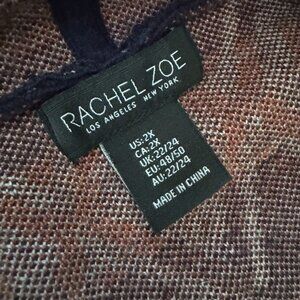 RACHEL ZOE
LOS ANGELES NEW YORK
US:2X
CA:2X
UK:22/24
EU:48/50
AU:22/24
MADE IN CHINA